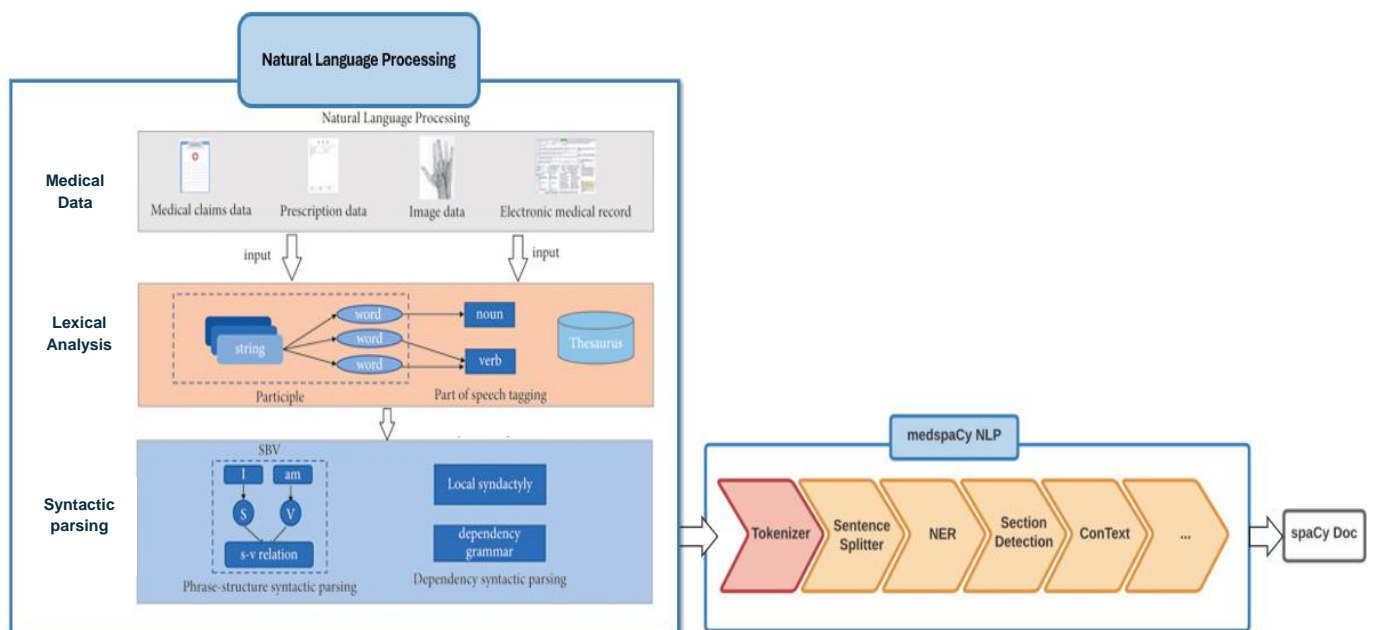 Natural Language Processing
Natural Language Processing
Medical
Data
Medical claims data
Prescription data
Image data
Electronic medical record
input
input
Lexical
Analysis
string
word
word
word
noun
verb
Thesaurus
Participle
Part of speech tagging
Syntactic
parsing
SBV
I
am
S
V
s-v relation
Phrase-structure syntactic parsing
Local syndactyly
dependency
grammar
Dependency syntactic parsing
medspaCy NLP
Tokenizer
Sentence
Splitter
NER
Section
Detection
ConText
...
spaCy Doc